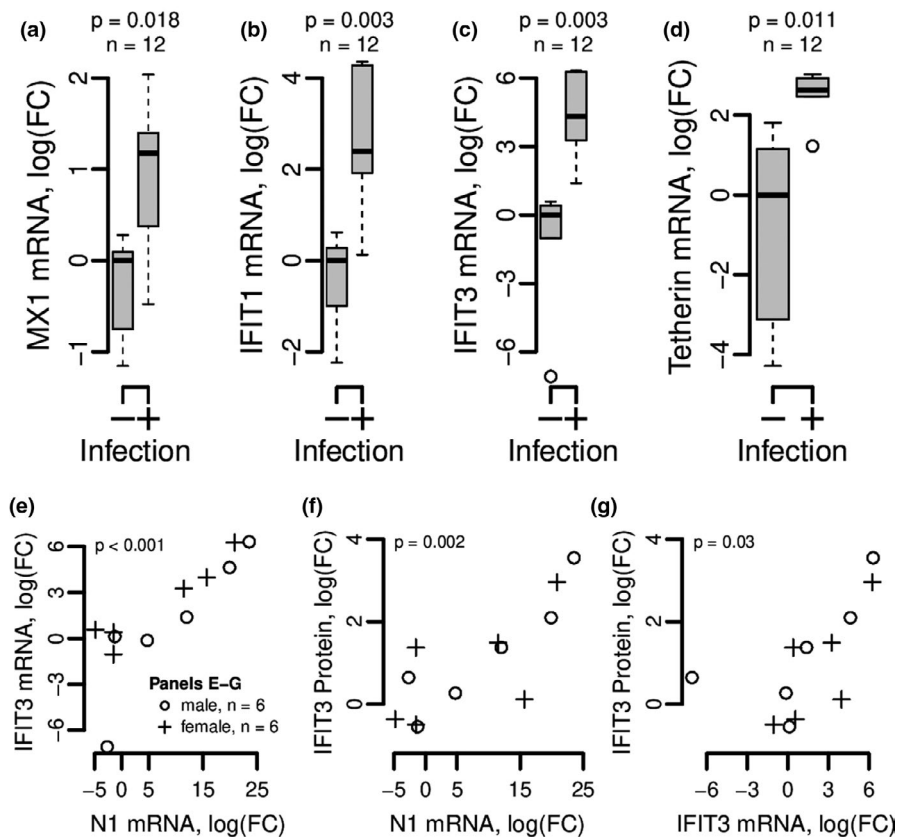 (a)
p = 0.018
n = 12
MX1 mRNA, log(FC)
2
1
0
−1
− +
Infection
(b)
p = 0.003
n = 12
IFIT1 mRNA, log(FC)
4
2
0
−2
− +
Infection
(c)
p = 0.003
n = 12
IFIT3 mRNA, log(FC)
6
3
0
−3
−6
− +
Infection
(d)
p = 0.011
n = 12
Tetherin mRNA, log(FC)
2
0
−2
−4
− +
Infection
(e)
p < 0.001
IFIT3 mRNA, log(FC)
6
3
0
−3
−6
Panels E-G
male, n = 6
female, n = 6
−5 0 5 15 25
N1 mRNA, log(FC)
(f)
p = 0.002
IFIT3 Protein, log(FC)
4
2
0
−5 0 5 15 25
N1 mRNA, log(FC)
(g)
p = 0.03
IFIT3 Protein, log(FC)
4
2
0
−6 −3 0 3 6
IFIT3 mRNA, log(FC)